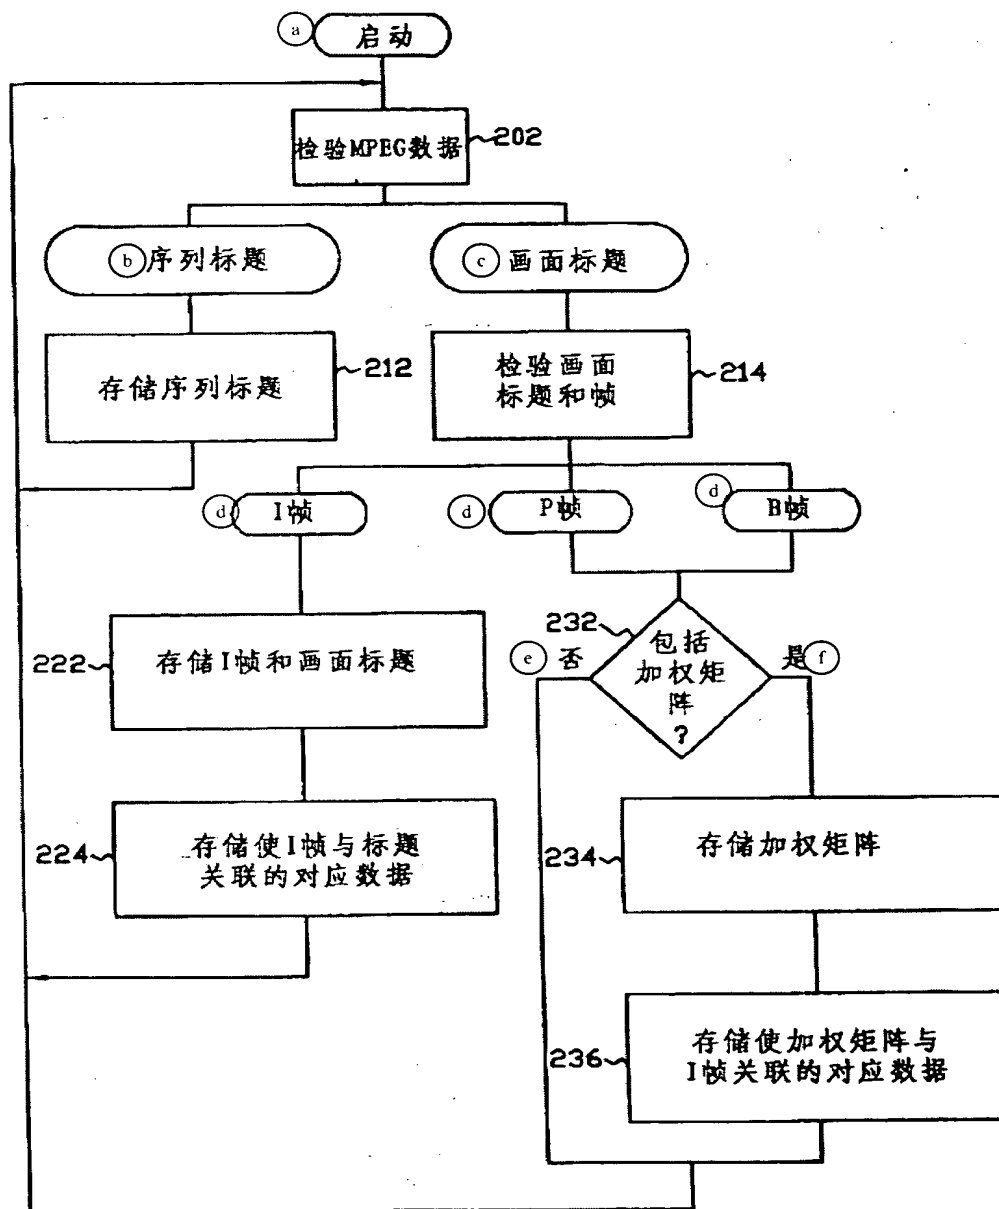 a 启动
检验MPEG数据 202
b 序列标题
c 画面标题
存储序列标题 212
检验画面
标题和帧
214
d I帧
d P帧
d B帧
222 存储I帧和画面标题
232
包括
加权矩
阵
?
e 否
是 f
224 存储使I帧与标题
关联的对应数据
234 存储加权矩阵
236 存储使加权矩阵与
I帧关联的对应数据